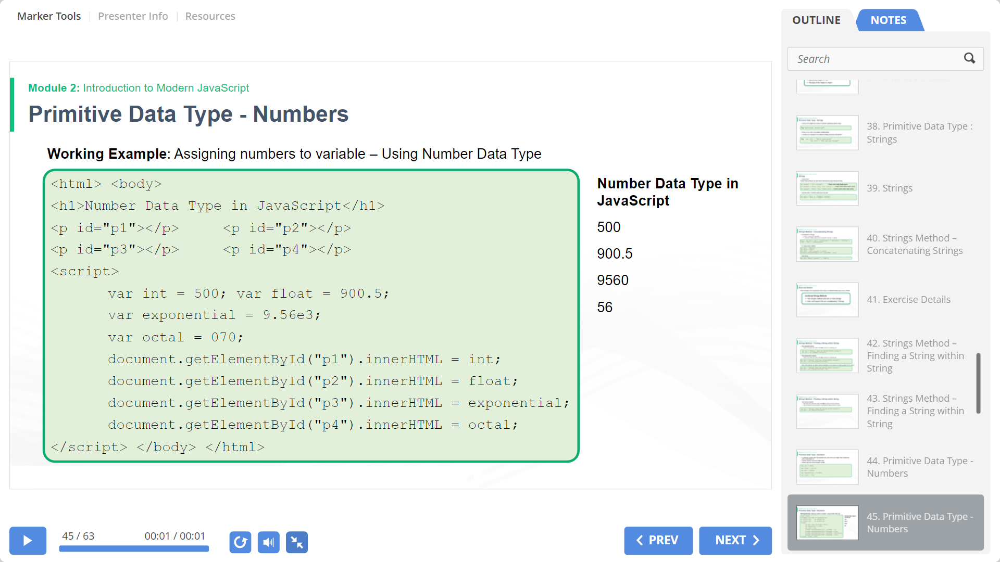 Marker Tools
Presenter Info
Resources
Module 2: Introduction to Modern JavaScript
Primitive Data Type - Numbers
Working Example: Assigning numbers to variable – Using Number Data Type
<html> <body>
<h1>Number Data Type in JavaScript</h1>
<p id="p1"></p>     <p id="p2"></p>
<p id="p3"></p>     <p id="p4"></p>
<script>
var int = 500; var float = 900.5;
var exponential = 9.56e3;
var octal = 070;
document.getElementById("p1").innerHTML = int;
document.getElementById("p2").innerHTML = float;
document.getElementById("p3").innerHTML = exponential;
document.getElementById("p4").innerHTML = octal;
</script> </body> </html>
Number Data Type in
JavaScript
500
900.5
9560
56
45 / 63
00:01 / 00:01
PREV
NEXT
OUTLINE
NOTES
Search
38. Primitive Data Type :
Strings
39. Strings
40. Strings Method –
Concatenating Strings
41. Exercise Details
42. Strings Method –
Finding a String within
String
43. Strings Method –
Finding a String within
String
44. Primitive Data Type -
Numbers
45. Primitive Data Type -
Numbers